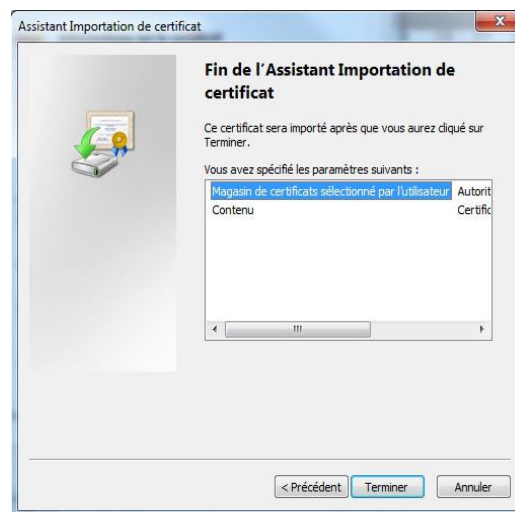 Assistant Importation de certificat
Fin de l'Assistant Importation de
certificat
Ce certificat sera importé après que vous aurez cliqué sur
Terminer.
Vous avez spécifié les paramètres suivants :
Magasin de certificats sélectionné par l'utilisateur Autorit
Contenu Certific
< Précédent Terminer Annuler